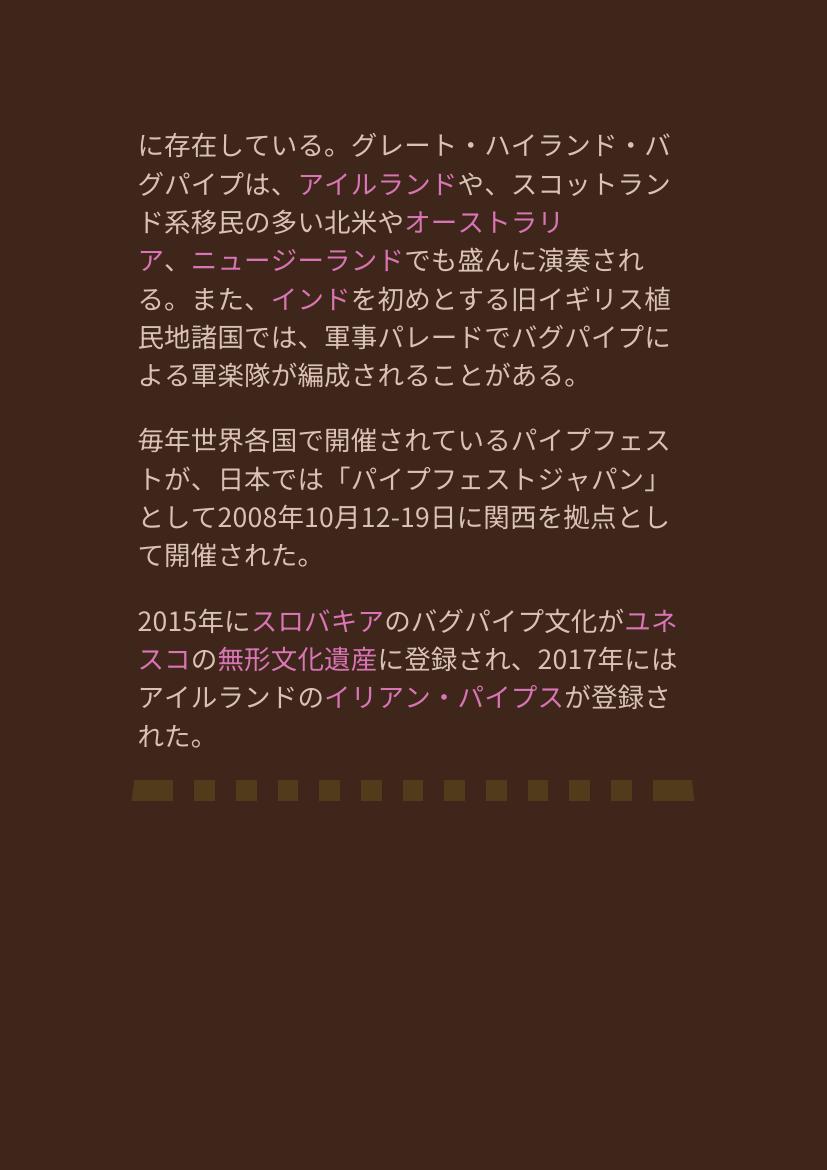 に存在している。グレート・ハイランド・バ
グパイプは、アイルランドや、スコットラン
ド系移民の多い北米やオーストラリ
ア、ニュージーランドでも盛んに演奏され
る。また、インドを初めとする旧イギリス植
民地諸国では、軍事パレードでバグパイプに
よる軍楽隊が編成されることがある。
毎年世界各国で開催されているパイプフェス
トが、日本では「パイプフェストジャパン」
として2008年10月12-19日に関西を拠点とし
て開催された。
2015年にスロバキアのバグパイプ文化がユネ
スコの無形文化遺産に登録され、2017年には
アイルランドのイリアン・パイプスが登録さ
れた。